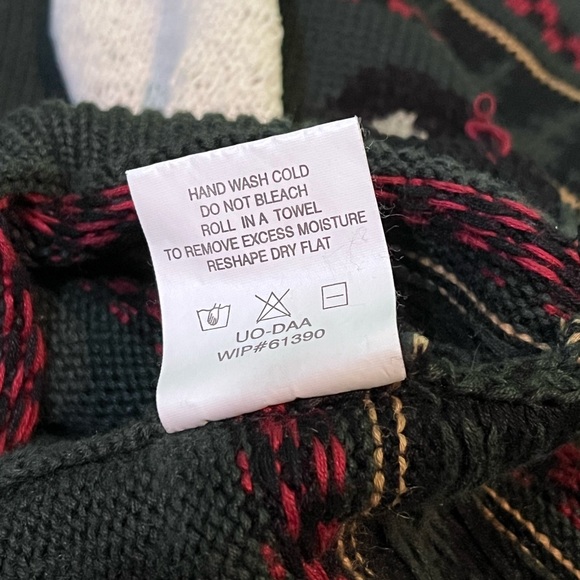 HAND WASH COLD
DO NOT BLEACH
ROLL IN A TOWEL
TO REMOVE EXCESS MOISTURE
RESHAPE DRY FLAT
UO-DAA
WIP#61390